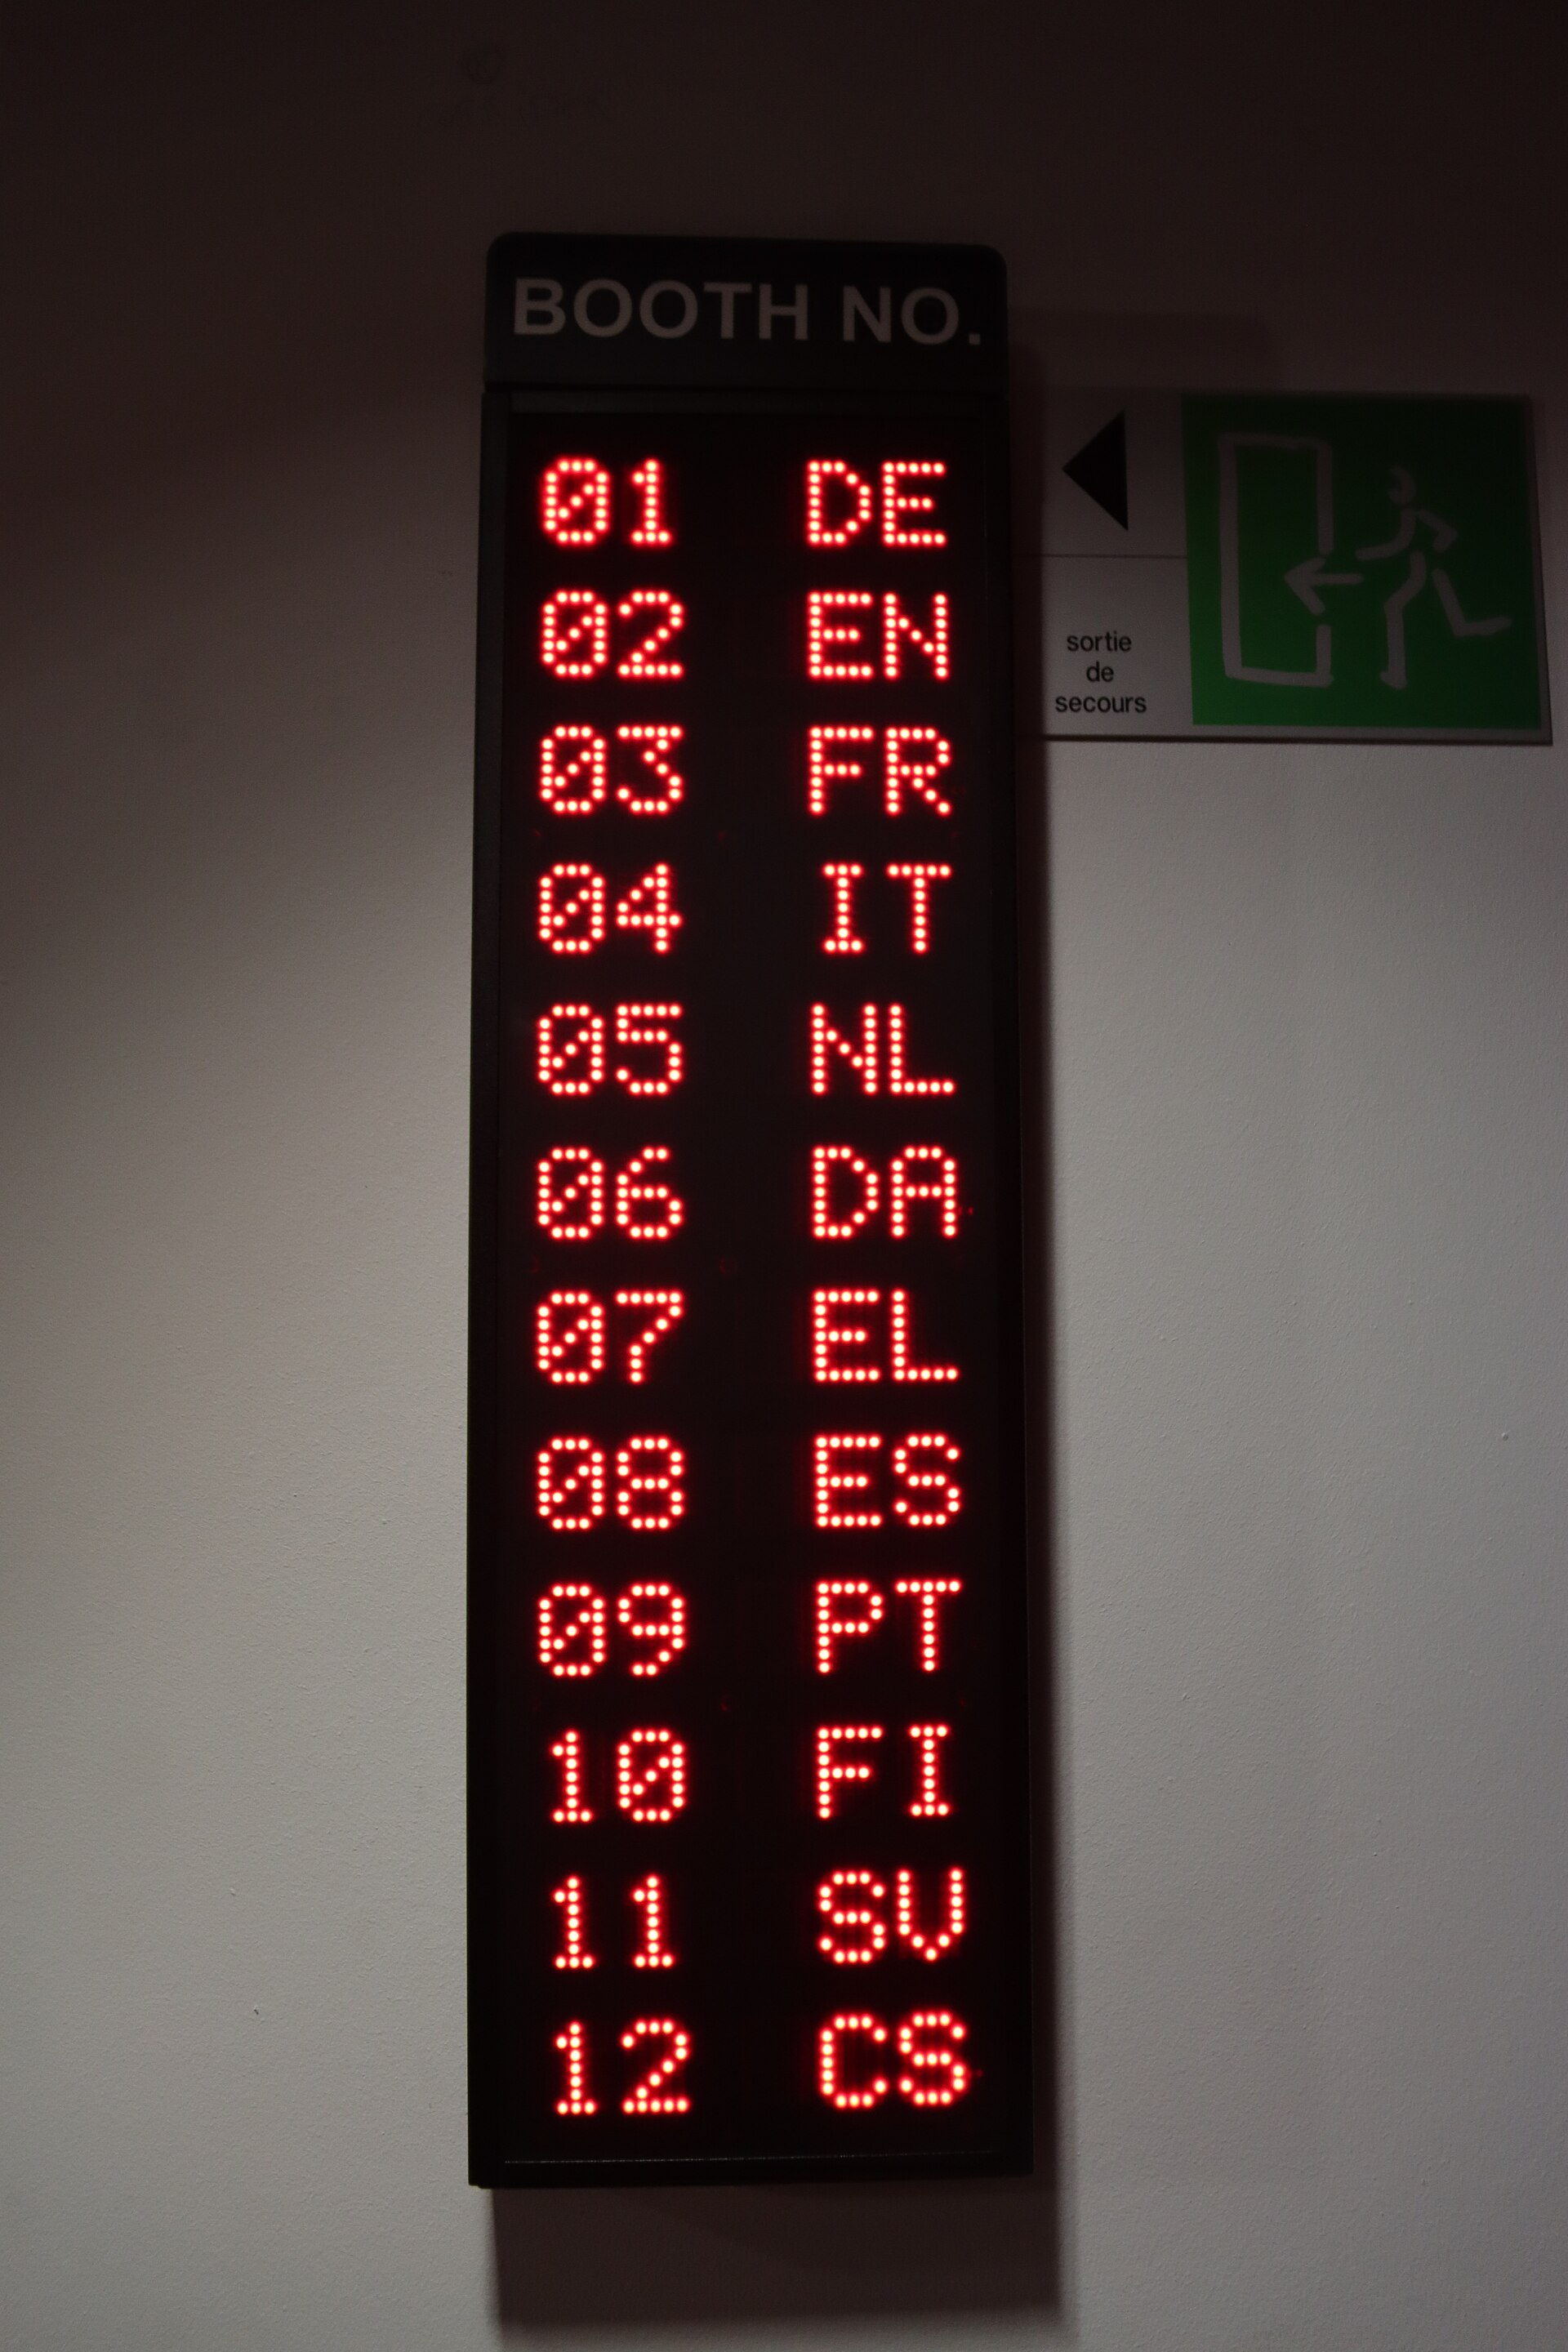 BOOTH NO.
01 DE
02 EN
03 FR
04 IT
05 NL
06 DA
07 EL
08 ES
09 PT
10 FI
11 SV
12 CS
sortie
de
secours